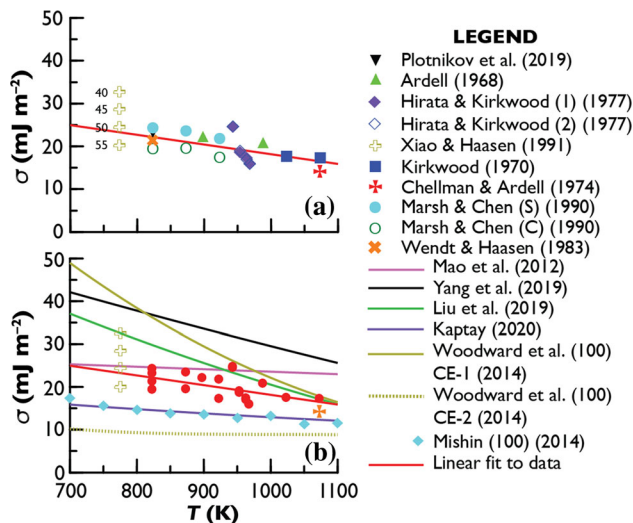 50
40
30
20
10
0
σ (mJ m⁻²)
40
45
50
55
(a)
50
40
30
20
10
0
σ (mJ m⁻²)
(b)
700
800
900
1000
1100
T (K)
LEGEND
Plotnikov et al. (2019)
Ardell (1968)
Hirata & Kirkwood (1) (1977)
Hirata & Kirkwood (2) (1977)
Xiao & Haasen (1991)
Kirkwood (1970)
Chellman & Ardell (1974)
Marsh & Chen (S) (1990)
Marsh & Chen (C) (1990)
Wendt & Haasen (1983)
Mao et al. (2012)
Yang et al. (2019)
Liu et al. (2019)
Kaptay (2020)
Woodward et al. (100)
CE-1 (2014)
Woodward et al. (100)
CE-2 (2014)
Mishin (100) (2014)
Linear fit to data